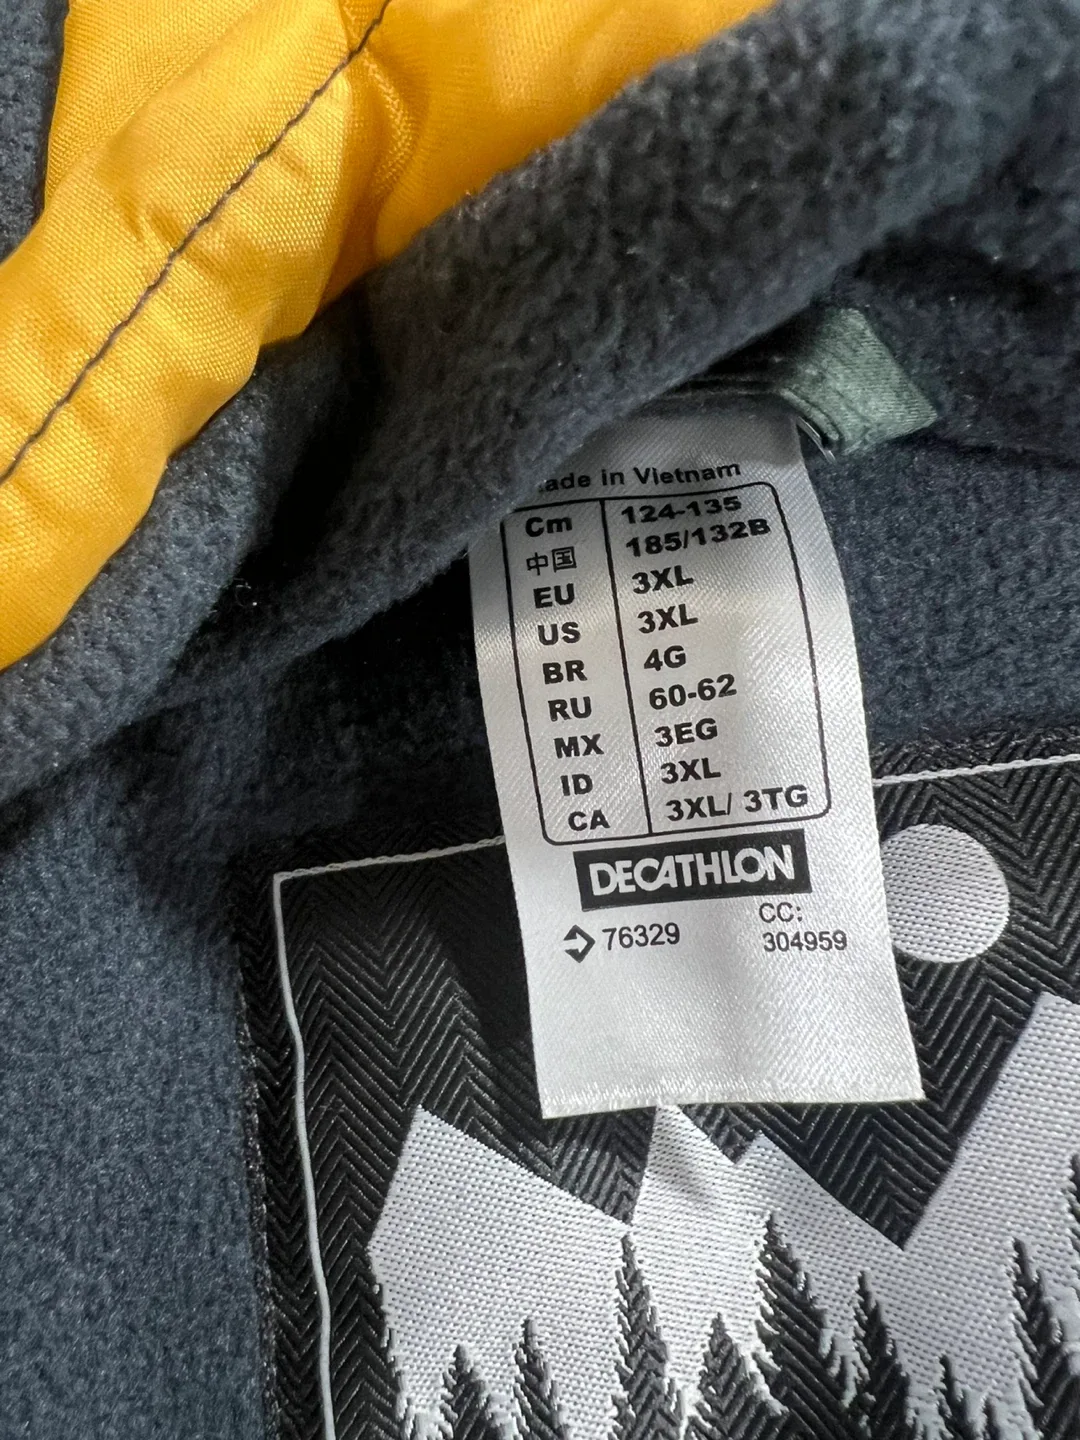 ade in Vietnam
Cm 124-135
中国 185/132B
EU 3XL
US 3XL
BR 4G
RU 60-62
MX 3EG
ID 3XL
CA 3XL/ 3TG
DECATHLON
76329 CC:
304959